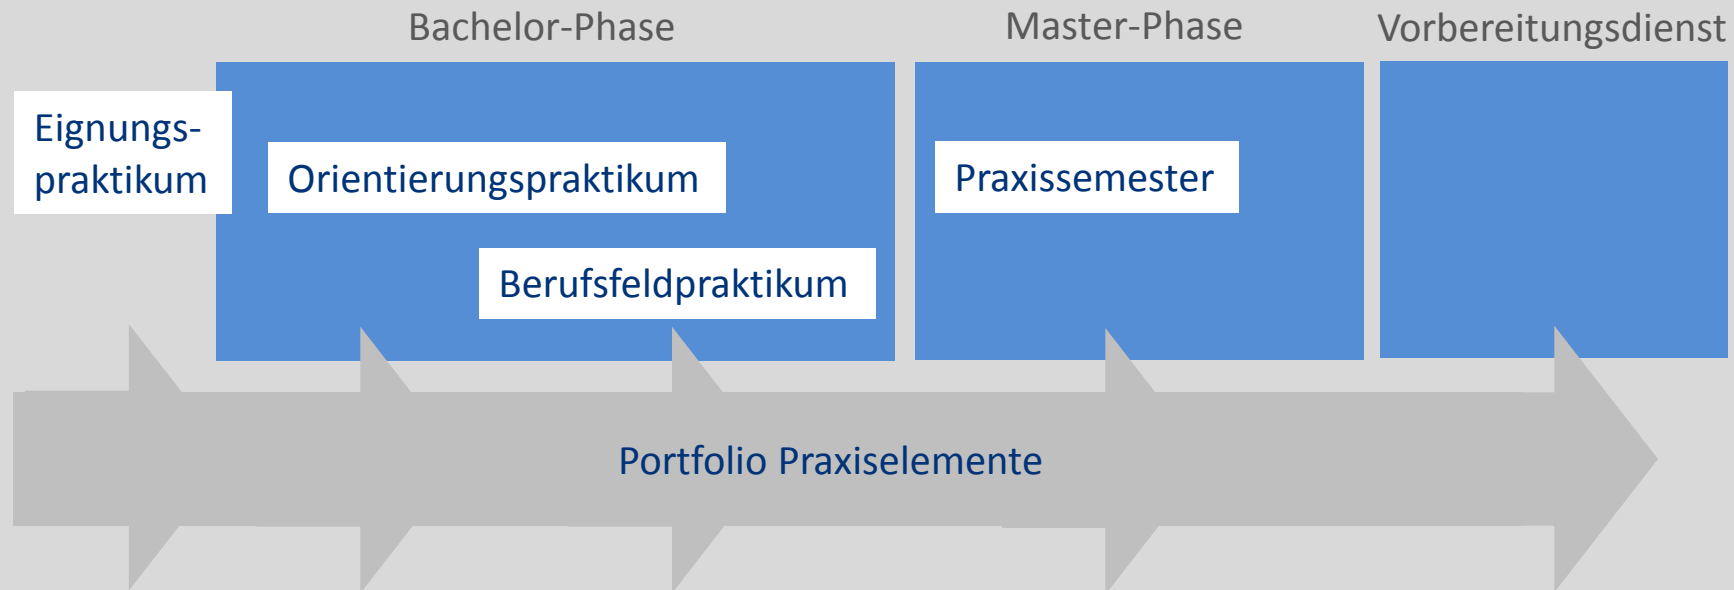 Bachelor-Phase
Master-Phase
Vorbereitungsdienst
Eignungs-
praktikum
Orientierungspraktikum
Praxissemester
Berufsfeldpraktikum
Portfolio Praxiselemente